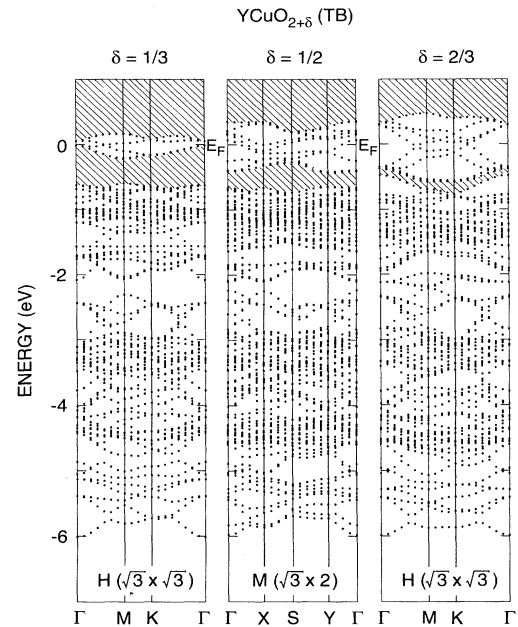 YCuO₂₊δ (TB)
δ = 1/3 δ = 1/2 δ = 2/3
0 E_F E_F
-2
-4
-6
ENERGY (eV)
H (√3 x √3) M (√3 x 2) H (√3 x √3)
Γ M K Γ Γ X S Y Γ Γ M K Γ